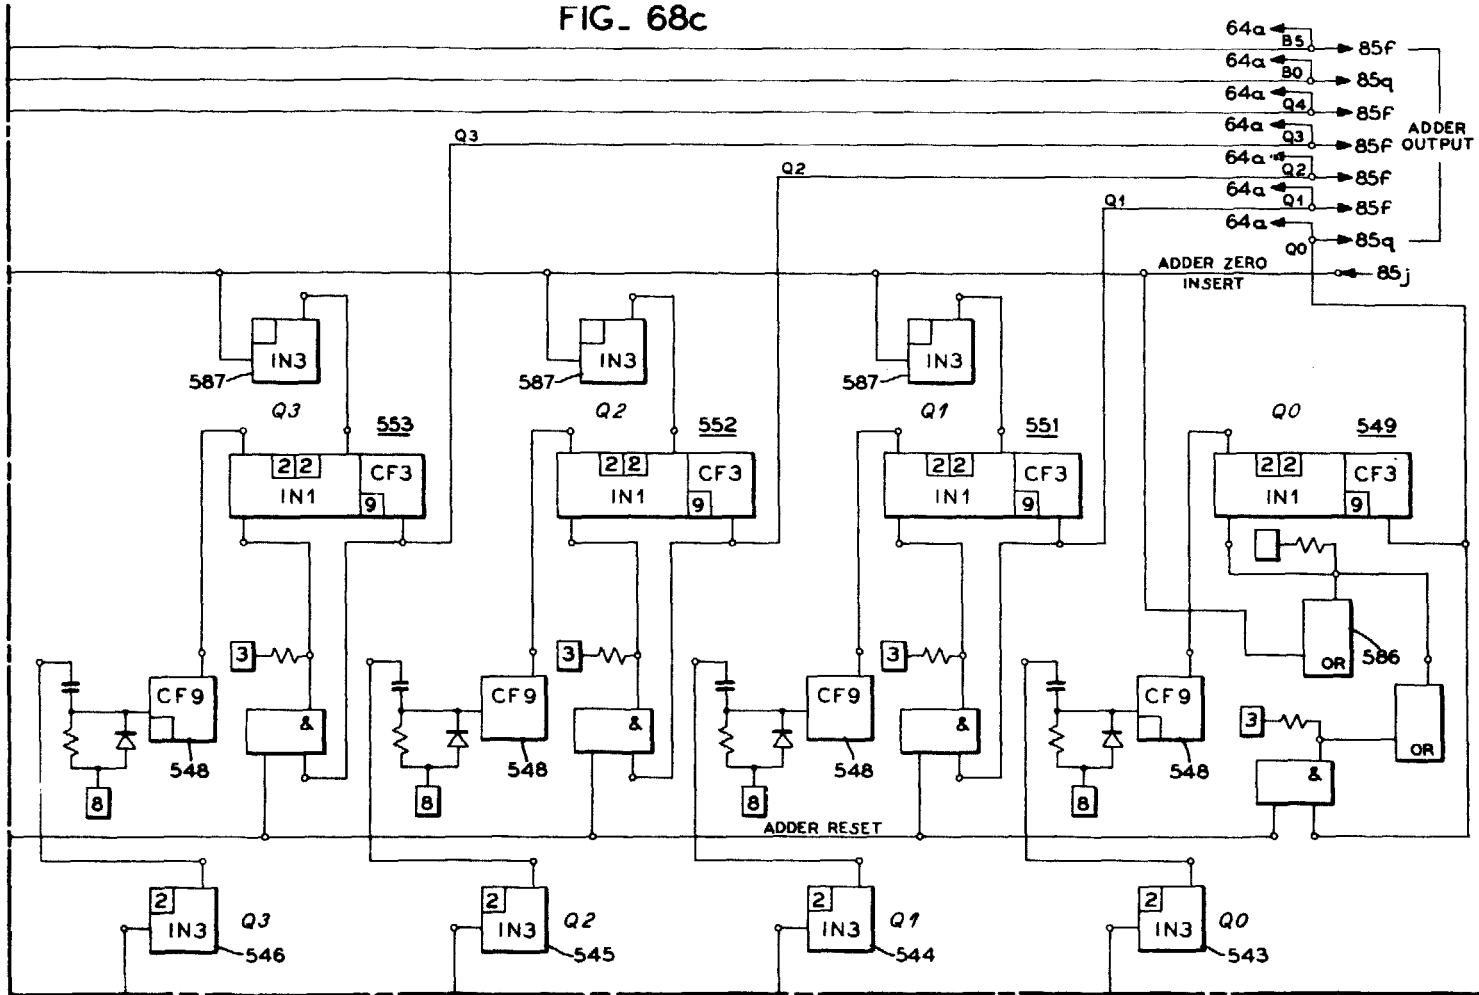 FIG_ 68c
64a
B5
85f
64a
B0
85q
64a
Q4
85f
ADDER
OUTPUT
Q3
64a
Q3
85f
Q2
64a
Q2
85f
Q1
64a
Q1
85f
64a
Q0
85q
ADDER ZERO
INSERT
85j
IN3
IN3
IN3
587
587
587
Q3
553
Q2
552
Q1
551
Q0
549
2 2
IN1
CF3
9
2 2
IN1
CF3
9
2 2
IN1
CF3
9
2 2
IN1
CF3
9
3
3
3
OR
586
CF9
548
&
CF9
548
&
CF9
548
&
CF9
548
3
OR
&
8
8
8
8
ADDER RESET
2
IN3
Q3
546
2
IN3
Q2
545
2
IN3
Q1
544
2
IN3
Q0
543